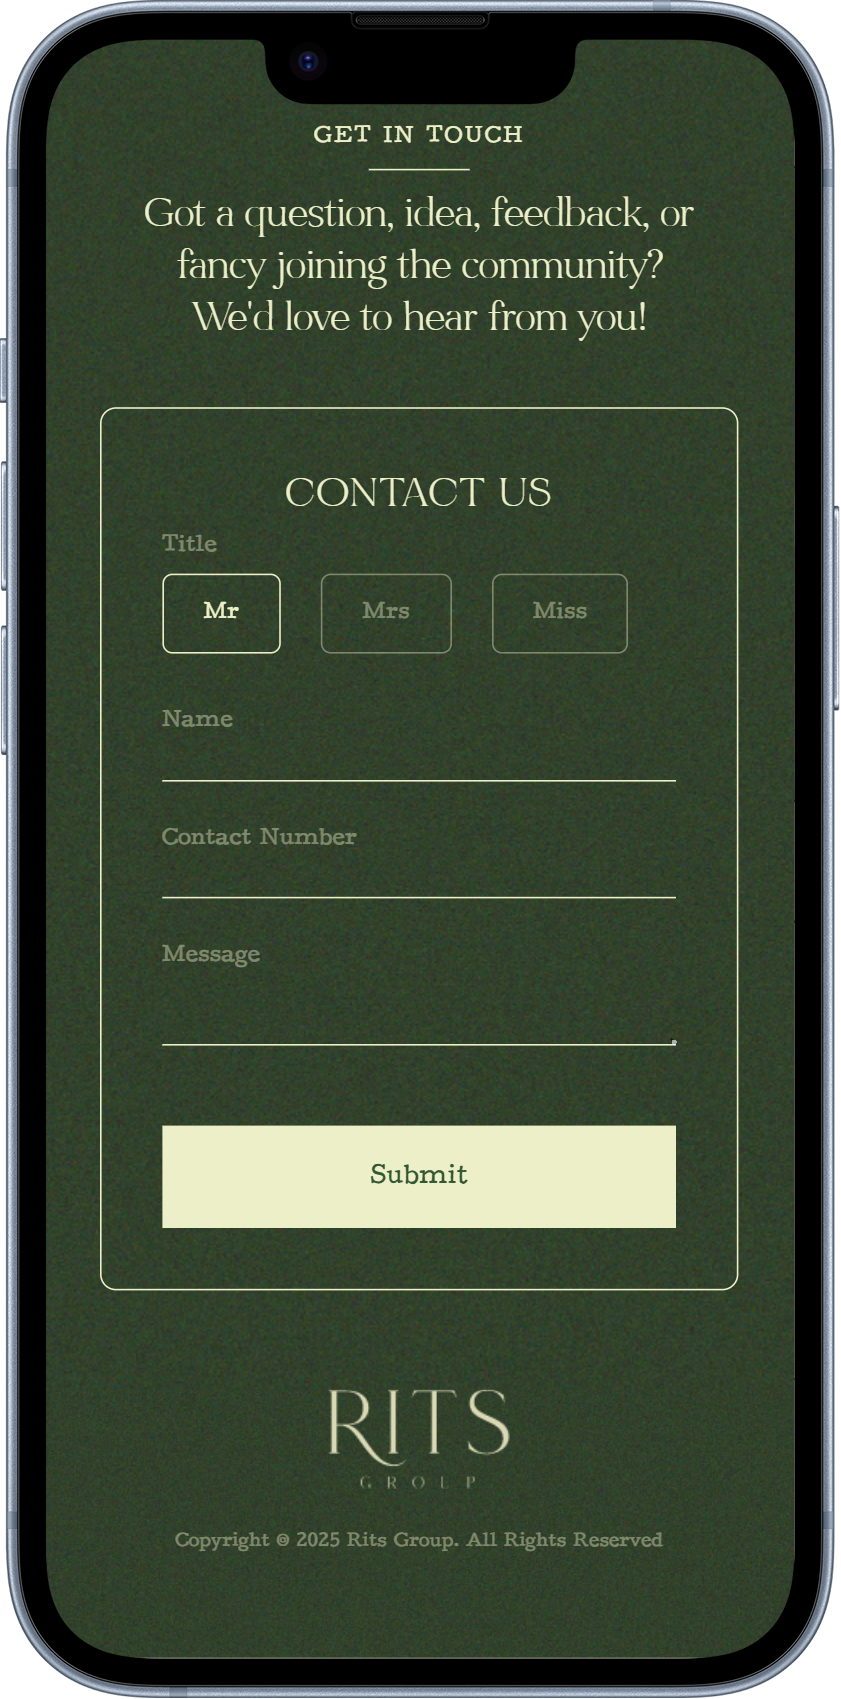 GET IN TOUCH
Got a question, idea, feedback, or
fancy joining the community?
We'd love to hear from you!
CONTACT US
Title
Mr Mrs Miss
Name
Contact Number
Message
Submit
RITS
GROUP
Copyright © 2025 Rits Group. All Rights Reserved